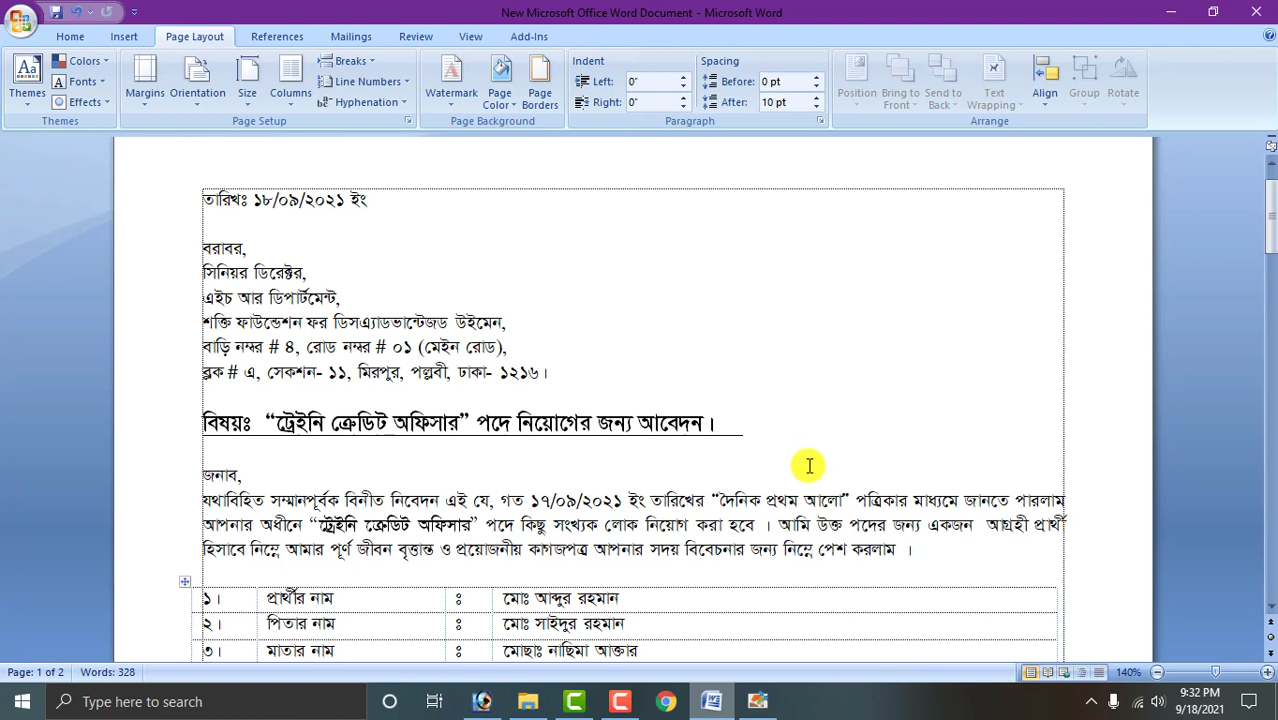 New Microsoft Office Word Document - Microsoft Word
Home Insert Page Layout References Mailings Review View Add-Ins
Colors Breaks Indent Spacing
Aa Fonts Line Numbers Left: 0" Before: 0 pt
Themes Effects Margins Orientation Size Columns Hyphenation Watermark Page Color Page Borders Right: 0" After: 10 pt Position Bring to Front Send to Back Text Wrapping Align Group Rotate
Themes Page Setup Page Background Paragraph Arrange
তারিখঃ ১৮/০৯/২০২১ ইং
বরাবর,
সিনিয়র ডিরেক্টর,
এইচ আর ডিপার্টমেন্ট,
শক্তি ফাউন্ডেশন ফর ডিসএ্যাডভান্টেজড উইমেন,
বাড়ি নম্বর # ৪, রোড নম্বর # ০১ (মেইন রোড),
ব্লক # এ, সেকশন- ১১, মিরপুর, পল্লবী, ঢাকা- ১২১৬।
বিষয়ঃ “ট্রেইনি ক্রেডিট অফিসার” পদে নিয়োগের জন্য আবেদন।
জনাব,
যথাবিহিত সম্মানপূর্বক বিনীত নিবেদন এই যে, গত ১৭/০৯/২০২১ ইং তারিখের “দৈনিক প্রথম আলো” পত্রিকার মাধ্যমে জানতে পারলাম
আপনার অধীনে “ট্রেইনি ক্রেডিট অফিসার” পদে কিছু সংখ্যক লোক নিয়োগ করা হবে । আমি উক্ত পদের জন্য একজন আগ্রহী প্রার্থী
হিসাবে নিম্নে আমার পূর্ণ জীবন বৃত্তান্ত ও প্রয়োজনীয় কাগজপত্র আপনার সদয় বিবেচনার জন্য নিম্নে পেশ করলাম ।
১। প্রার্থীর নাম ঃ মোঃ আব্দুর রহমান
২। পিতার নাম ঃ মোঃ সাইদুর রহমান
৩। মাতার নাম ঃ মোছাঃ নাছিমা আক্তার
Page: 1 of 2 Words: 328 140%
Type here to search 9:32 PM
9/18/2021